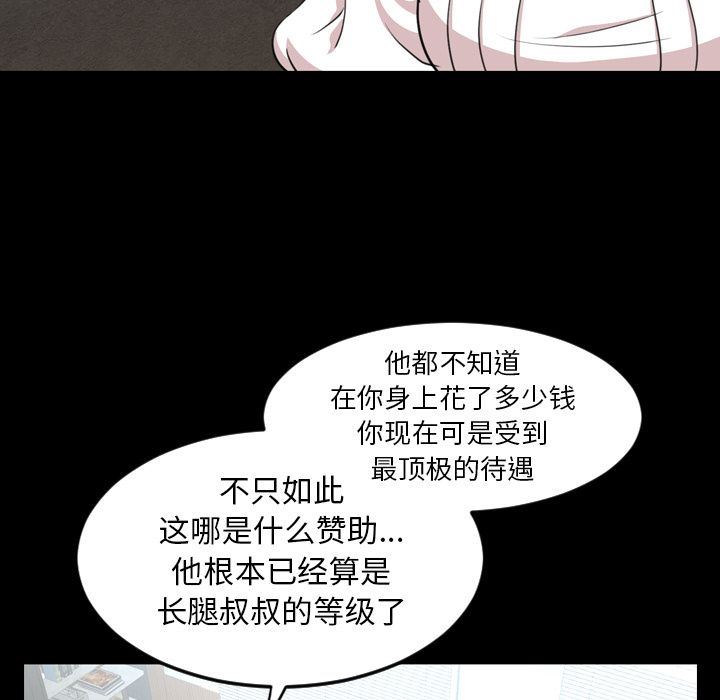 他都不知道
在你身上花了多少钱
你现在可是受到
最顶极的待遇
不只如此
这哪是什么赞助...
他根本已经算是
长腿叔叔的等级了